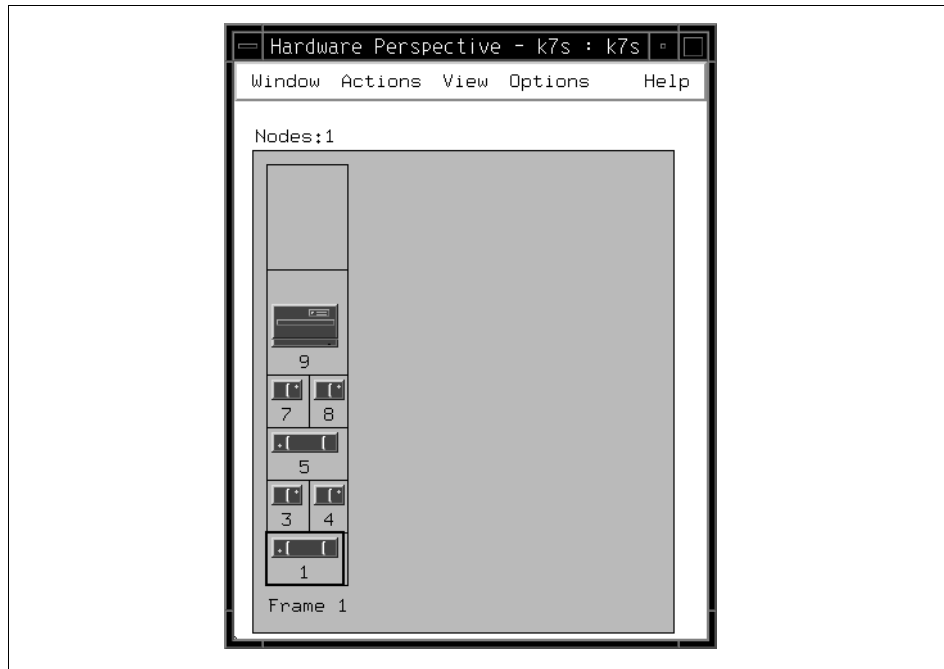 Hardware Perspective - k7s : k7s
Window Actions View Options Help
Nodes:1
9
7 8
5
3 4
1
Frame 1